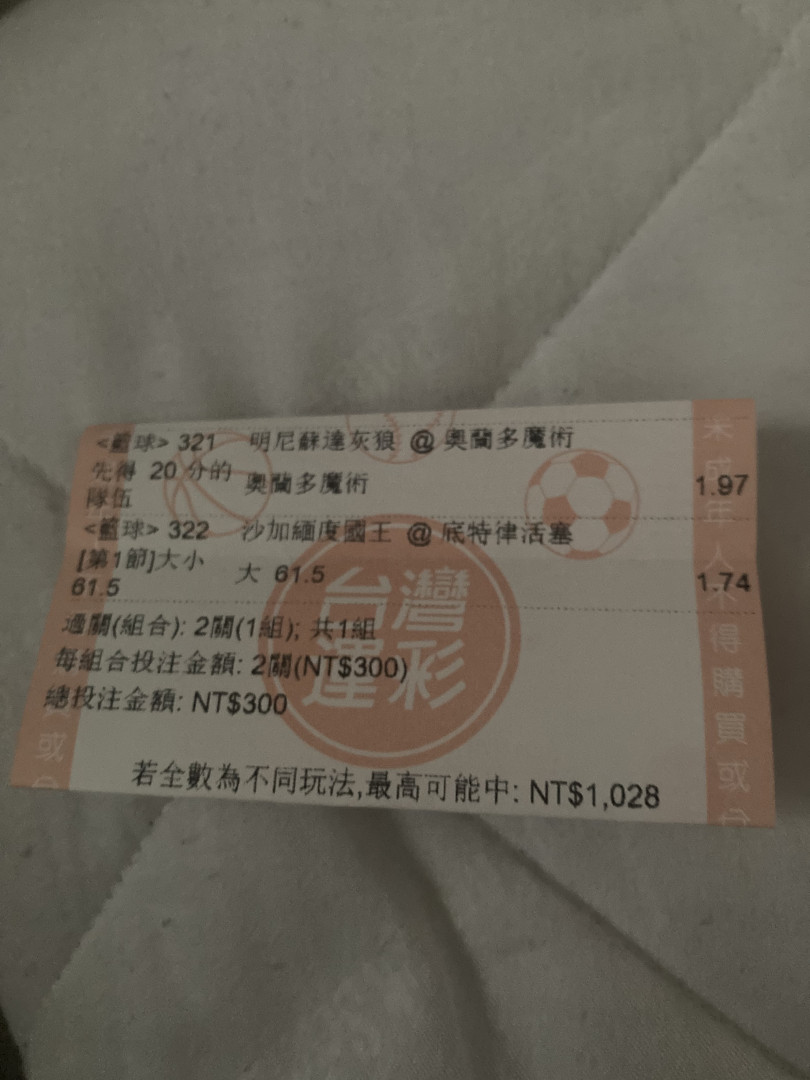 <籃球> 321 明尼蘇達灰狼 @ 奧蘭多魔術
先得 20 分的隊伍 奧蘭多魔術 1.97
<籃球> 322 沙加緬度國王 @ 底特律活塞
[第1節]大小 61.5 大 61.5 1.74
過關(組合): 2關(1組); 共1組
每組合投注金額: 2關(NT$300)
總投注金額: NT$300
若全數為不同玩法,最高可能中: NT$1,028
台灣
運彩
未成年人不得購買或
或